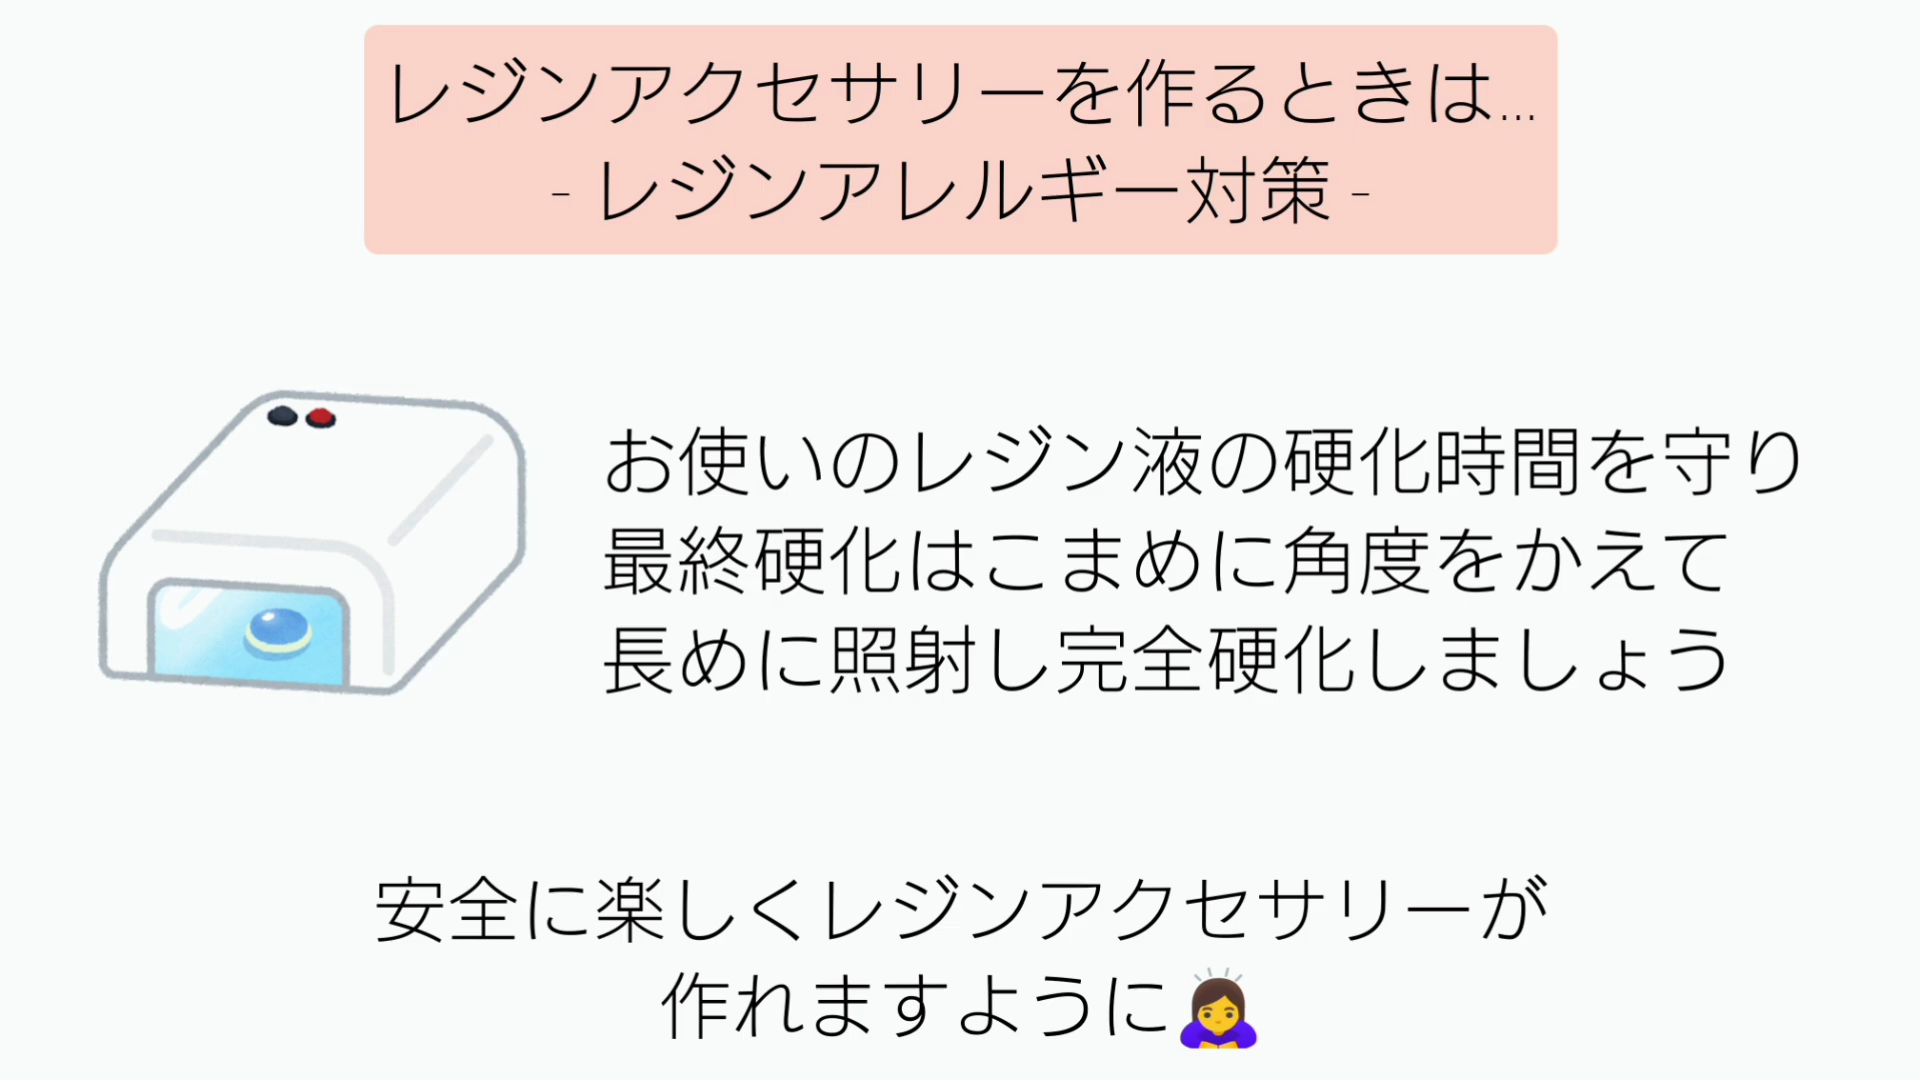 レジンアクセサリーを作るときは...
- レジンアレルギー対策 -
お使いのレジン液の硬化時間を守り
最終硬化はこまめに角度をかえて
長めに照射し完全硬化しましょう
安全に楽しくレジンアクセサリーが
作れますように🙇‍♀️